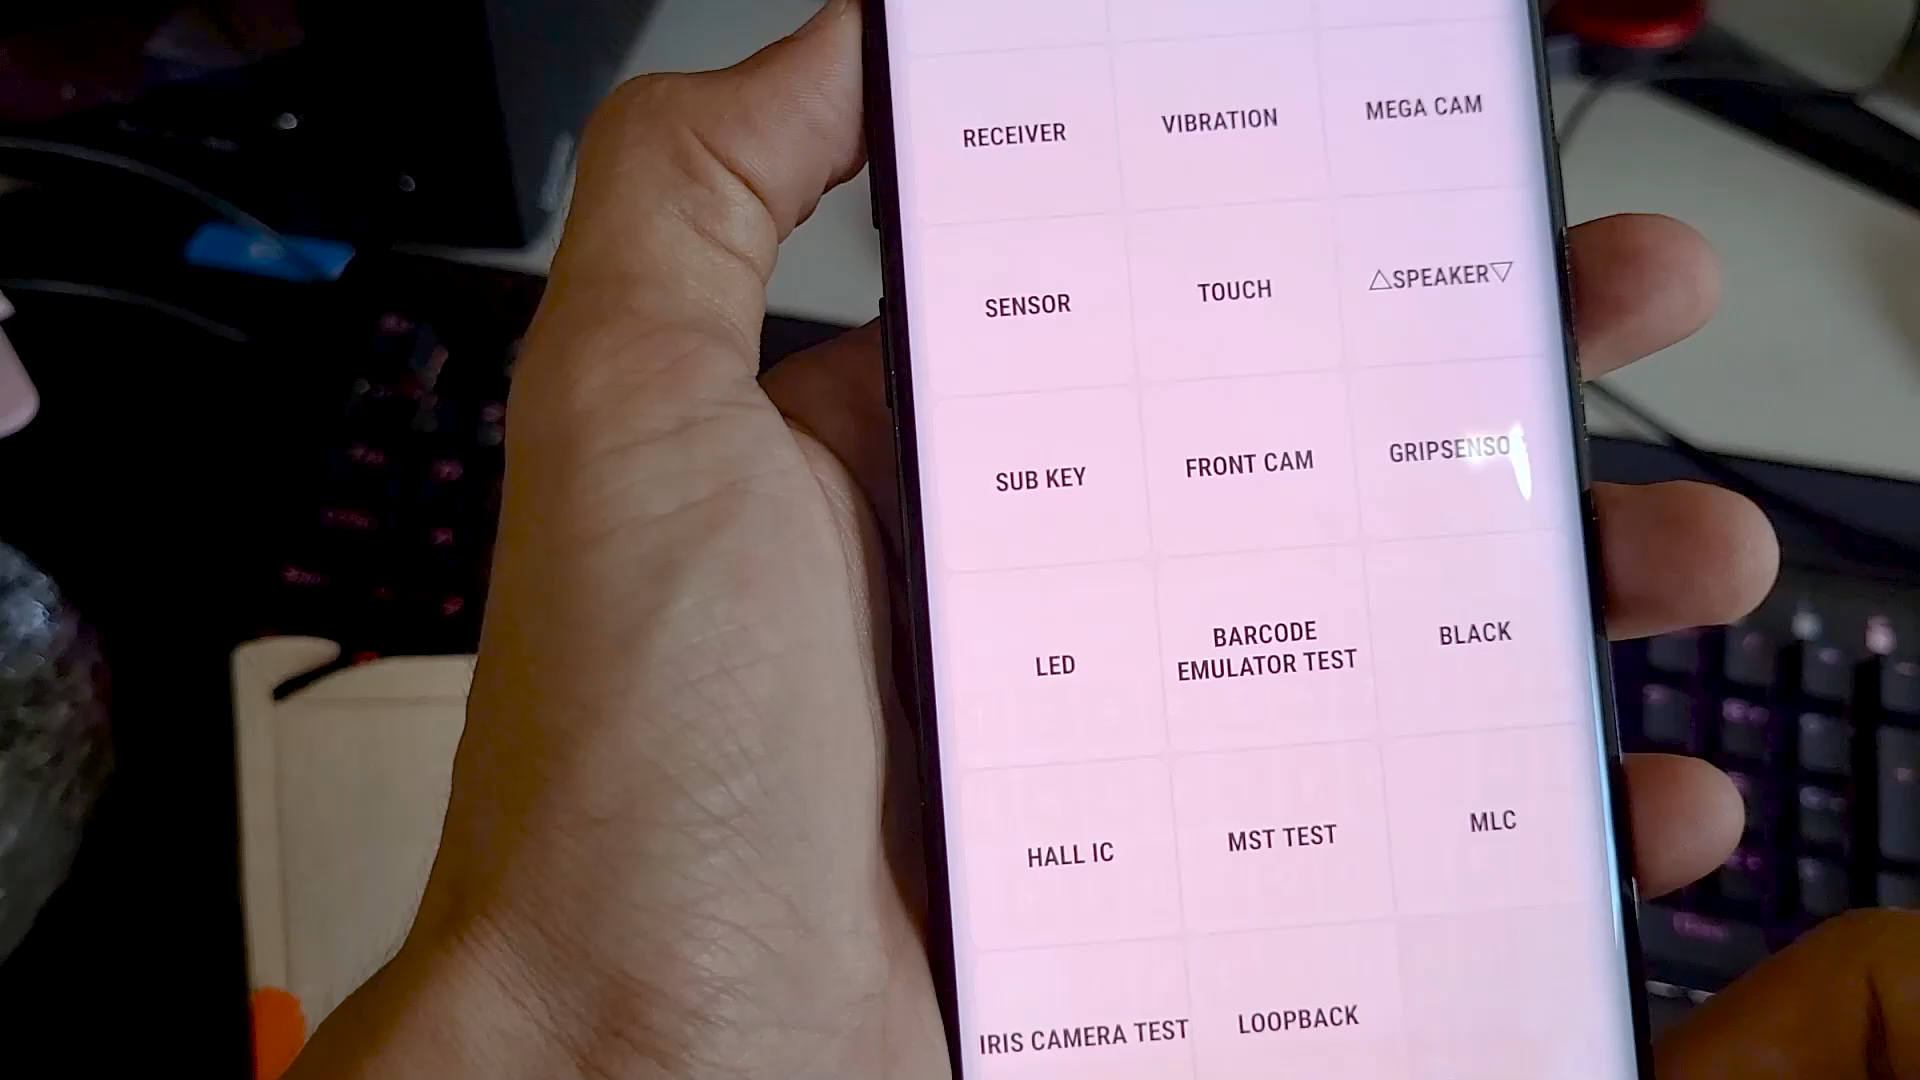 RECEIVER
VIBRATION
MEGA CAM
SENSOR
TOUCH
△SPEAKER▽
SUB KEY
FRONT CAM
GRIPSENSO
LED
BARCODE
EMULATOR TEST
BLACK
HALL IC
MST TEST
MLC
IRIS CAMERA TEST
LOOPBACK